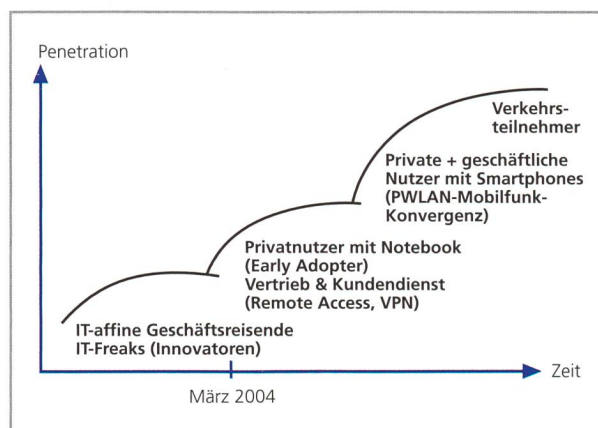 Penetration
Verkehrs-
teilnehmer
Private + geschäftliche
Nutzer mit Smartphones
(PWLAN-Mobilfunk-
Konvergenz)
Privatnutzer mit Notebook
(Early Adopter)
Vertrieb & Kundendienst
(Remote Access, VPN)
IT-affine Geschäftsreisende
IT-Freaks (Innovatoren)
Zeit
März 2004